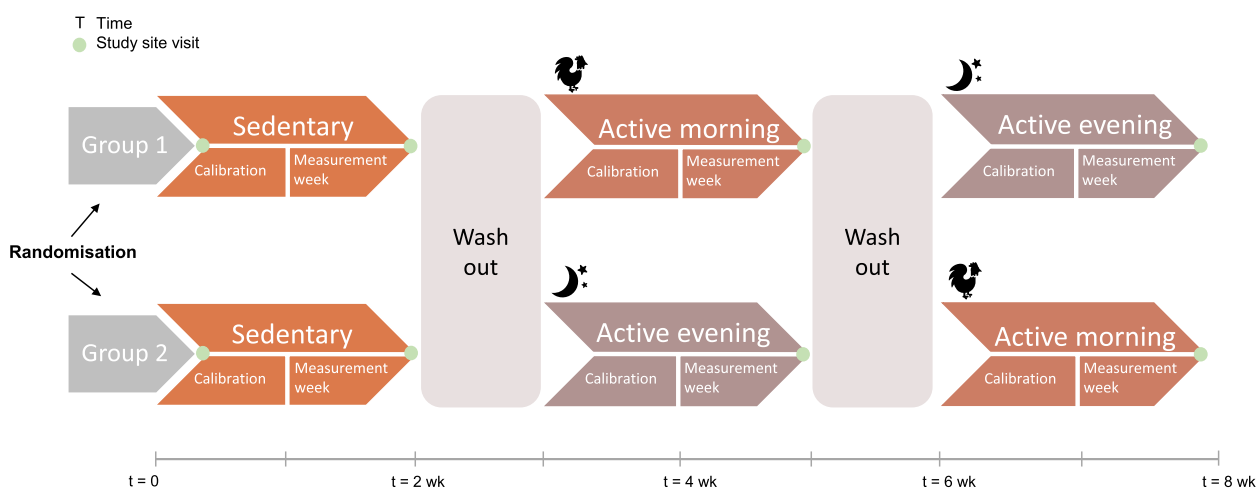 T Time
Study site visit
Group 1
Sedentary
Calibration
Measurement
week
Active morning
Calibration
Measurement
week
Active evening
Calibration
Measurement
week
Randomisation
Wash
out
Wash
out
Group 2
Sedentary
Calibration
Measurement
week
Active evening
Calibration
Measurement
week
Active morning
Calibration
Measurement
week
t = 0
t = 2 wk
t = 4 wk
t = 6 wk
t = 8 wk